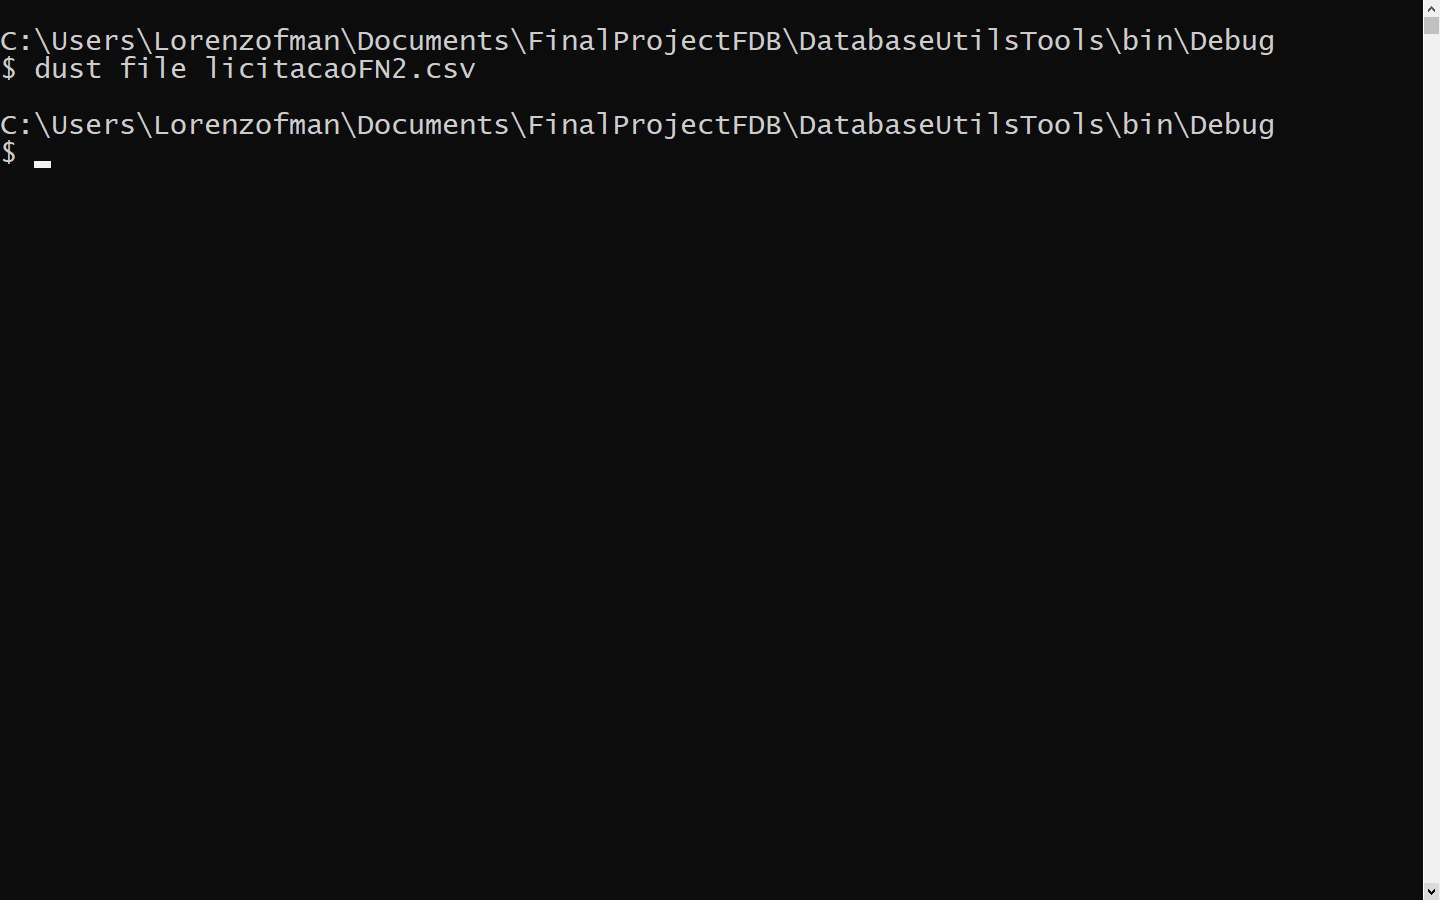 C:\Users\Lorenzofman\Documents\FinalProjectFDB\DatabaseUtilsTools\bin\Debug
$ dust file licitacaoFN2.csv
C:\Users\Lorenzofman\Documents\FinalProjectFDB\DatabaseUtilsTools\bin\Debug
$